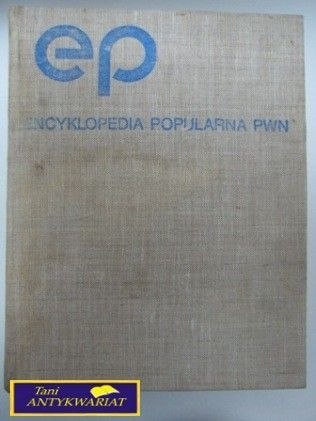 ep
ENCYKLOPEDIA POPULARNA PWN
Tani
ANTYKWARIAT